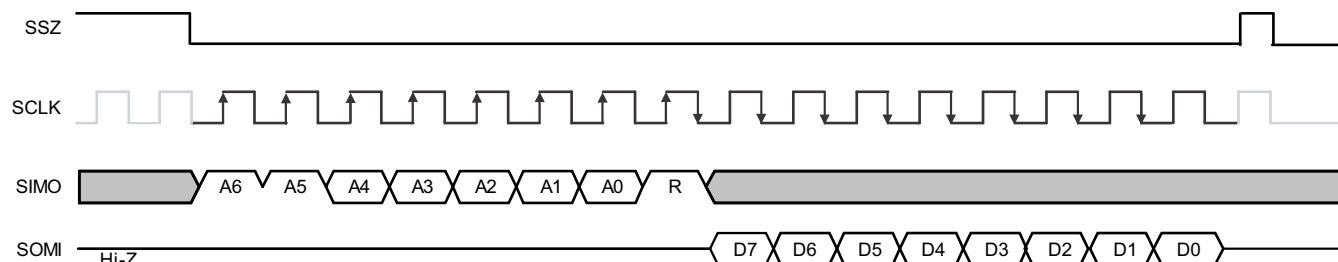 SSZ
SCLK
SIMO A6 A5 A4 A3 A2 A1 A0 R
SOMI Hi-Z D7 D6 D5 D4 D3 D2 D1 D0